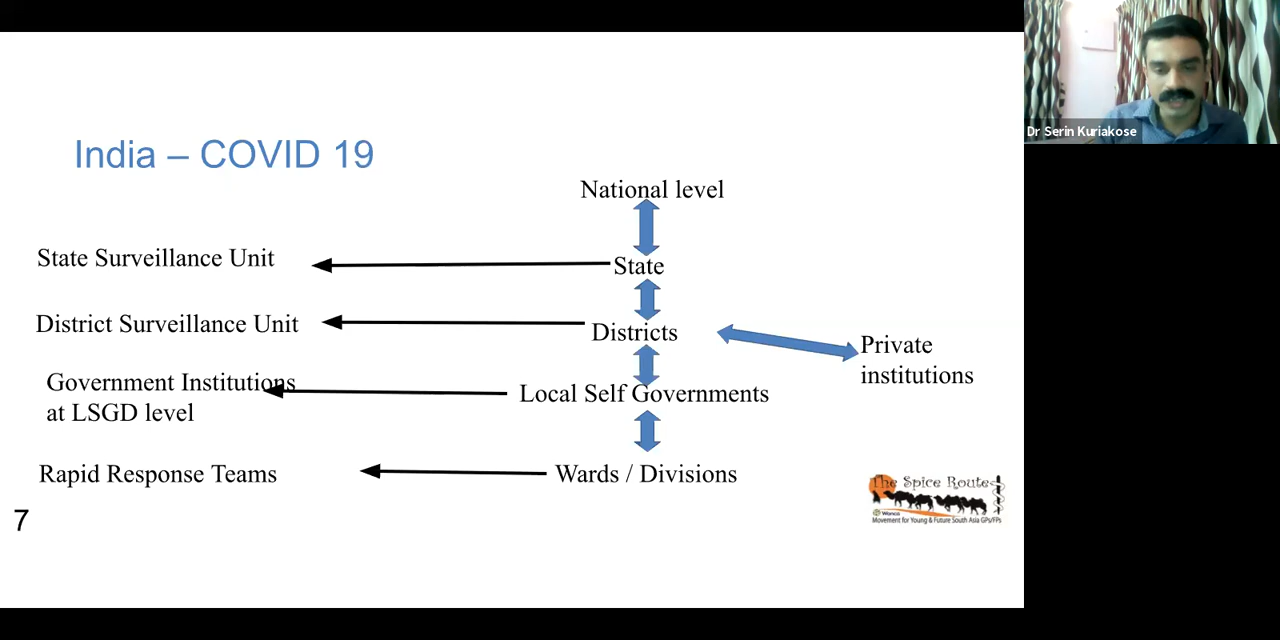 Dr Serin Kuriakose
India – COVID 19
National level
State Surveillance Unit
State
District Surveillance Unit
Districts
Private
institutions
Government Institutions
at LSGD level
Local Self Governments
Rapid Response Teams
Wards / Divisions
The Spice Route
Wonca
Movement for Young & Future South Asia GPs/FPs
7